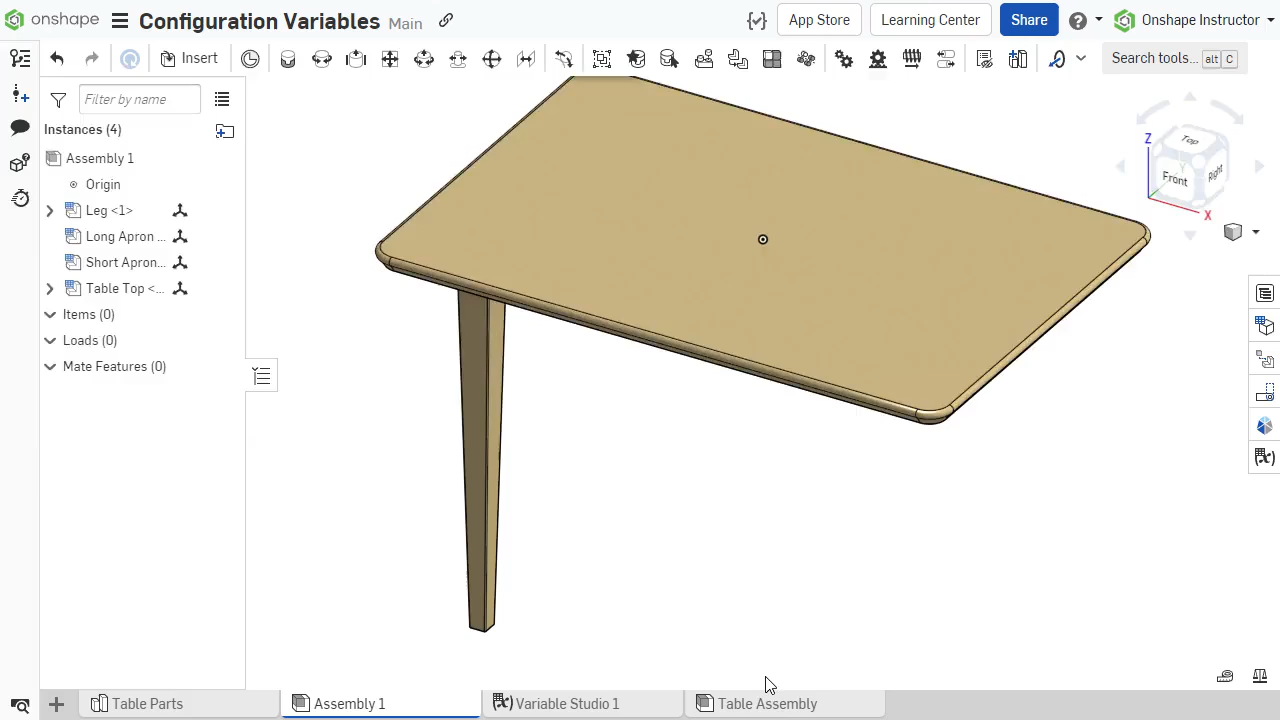 onshape
Configuration Variables Main
App Store
Learning Center
Share
Onshape Instructor
Insert
Search tools... alt C
Filter by name
Instances (4)
Assembly 1
Origin
Leg <1>
Long Apron ...
Short Apron...
Table Top <...
Items (0)
Loads (0)
Mate Features (0)
Z
Top
Front
Right
Y
X
Table Parts
Assembly 1
Variable Studio 1
Table Assembly